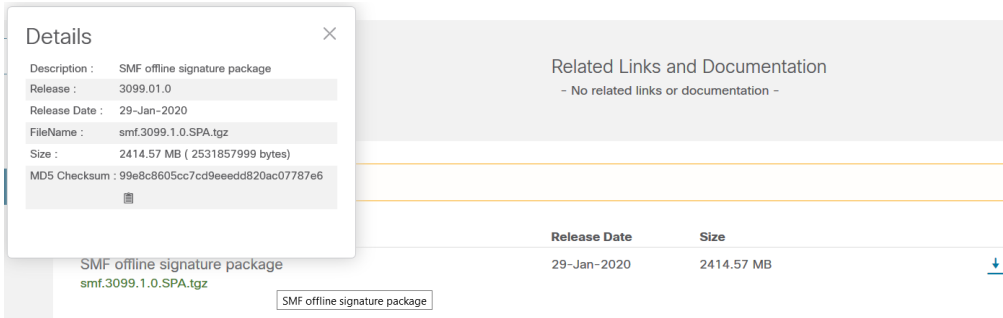 Details
Description : SMF offline signature package
Release : 3099.01.0
Release Date : 29-Jan-2020
FileName : smf.3099.1.0.SPA.tgz
Size : 2414.57 MB ( 2531857999 bytes)
MD5 Checksum : 99e8c8605cc7cd9eeedd820ac07787e6
Related Links and Documentation
- No related links or documentation -
Release Date Size
SMF offline signature package 29-Jan-2020 2414.57 MB
smf.3099.1.0.SPA.tgz
SMF offline signature package